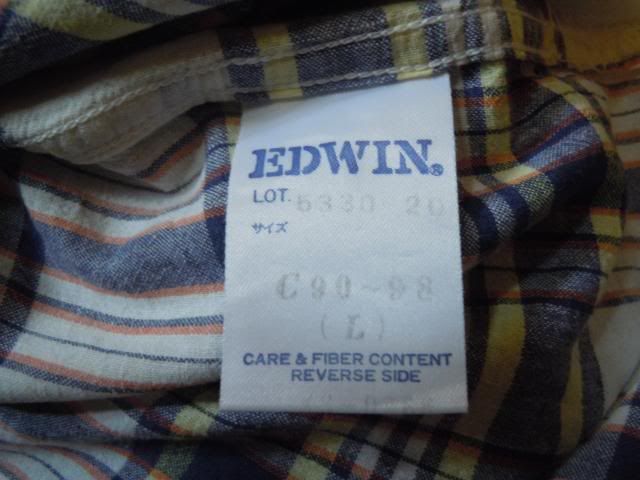 EDWIN®
LOT. 5330 20
サイズ
C90~98
(L)
CARE & FIBER CONTENT
REVERSE SIDE